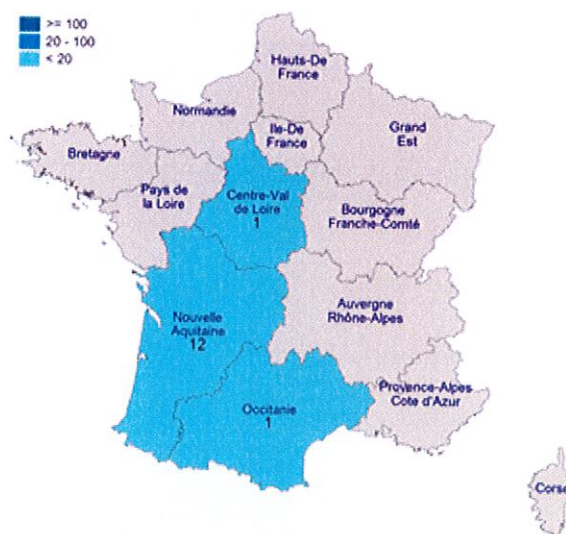 >= 100
20 - 100
< 20
Hauts-De
France
Normandie
Ile-De
France
Grand
Est
Bretagne
Pays de
la Loire
Centre-Val
de Loire
1
Bourgogne
Franche-Comté
Nouvelle
Aquitaine
12
Auvergne
Rhône-Alpes
Occitanie
1
Provence-Alpes
Cote d'Azur
Corse